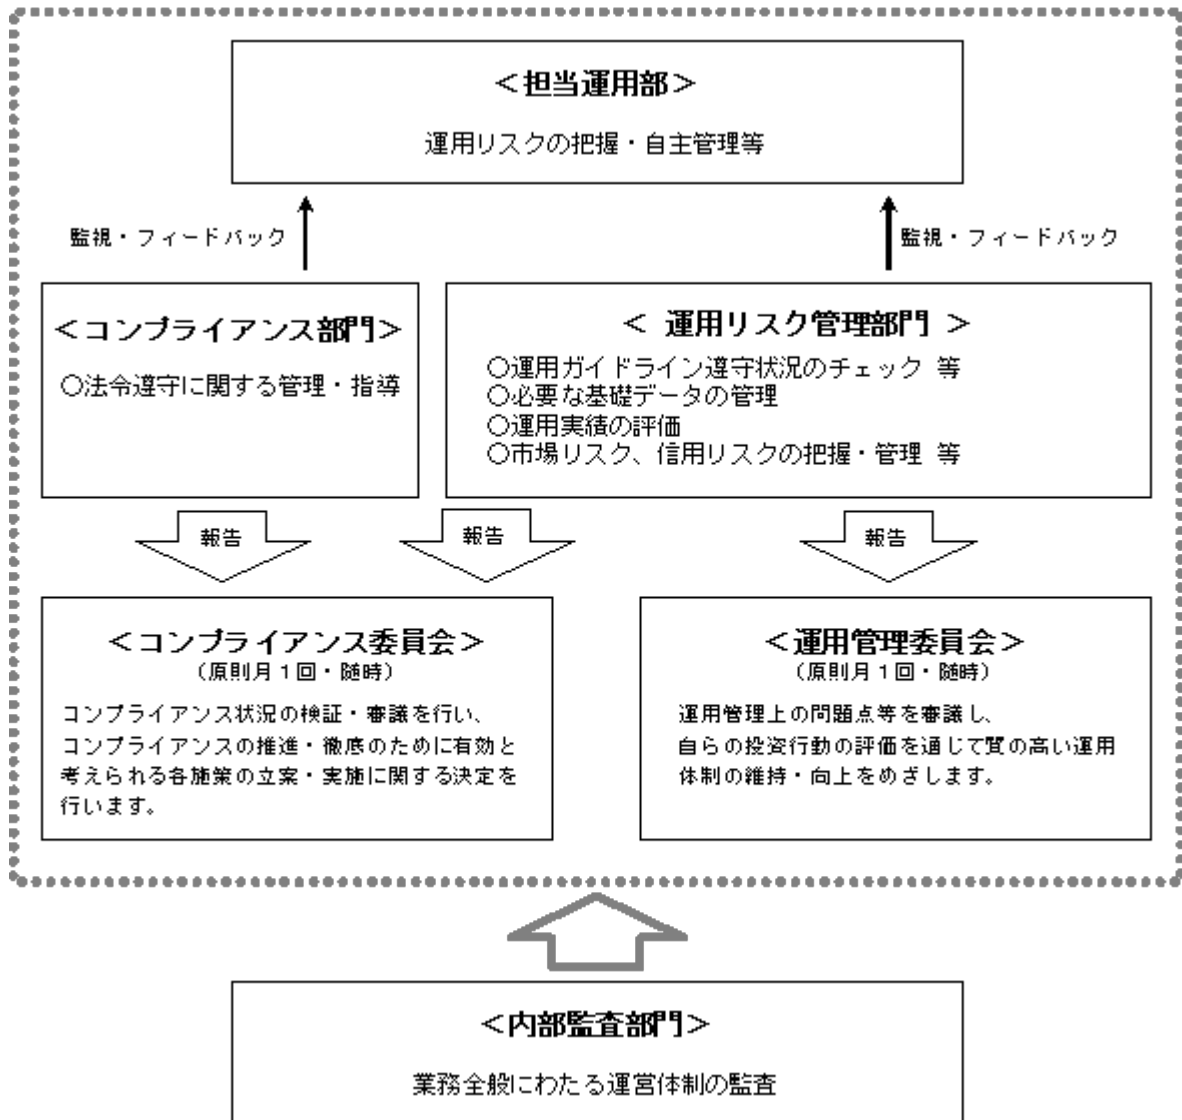 ＜担当運用部＞
運用リスクの把握・自主管理等
監視・フィードバック
監視・フィードバック
＜コンプライアンス部門＞
○法令遵守に関する管理・指導
＜ 運用リスク管理部門 ＞
○運用ガイドライン遵守状況のチェック 等
○必要な基礎データの管理
○運用実績の評価
○市場リスク、信用リスクの把握・管理 等
報告
報告
報告
＜コンプライアンス委員会＞
（原則月１回・随時）
コンプライアンス状況の検証・審議を行い、
コンプライアンスの推進・徹底のために有効と
考えられる各施策の立案・実施に関する決定を
行います。
＜運用管理委員会＞
（原則月１回・随時）
運用管理上の問題点等を審議し、
自らの投資行動の評価を通じて質の高い運用
体制の維持・向上をめざします。
＜内部監査部門＞
業務全般にわたる運営体制の監査